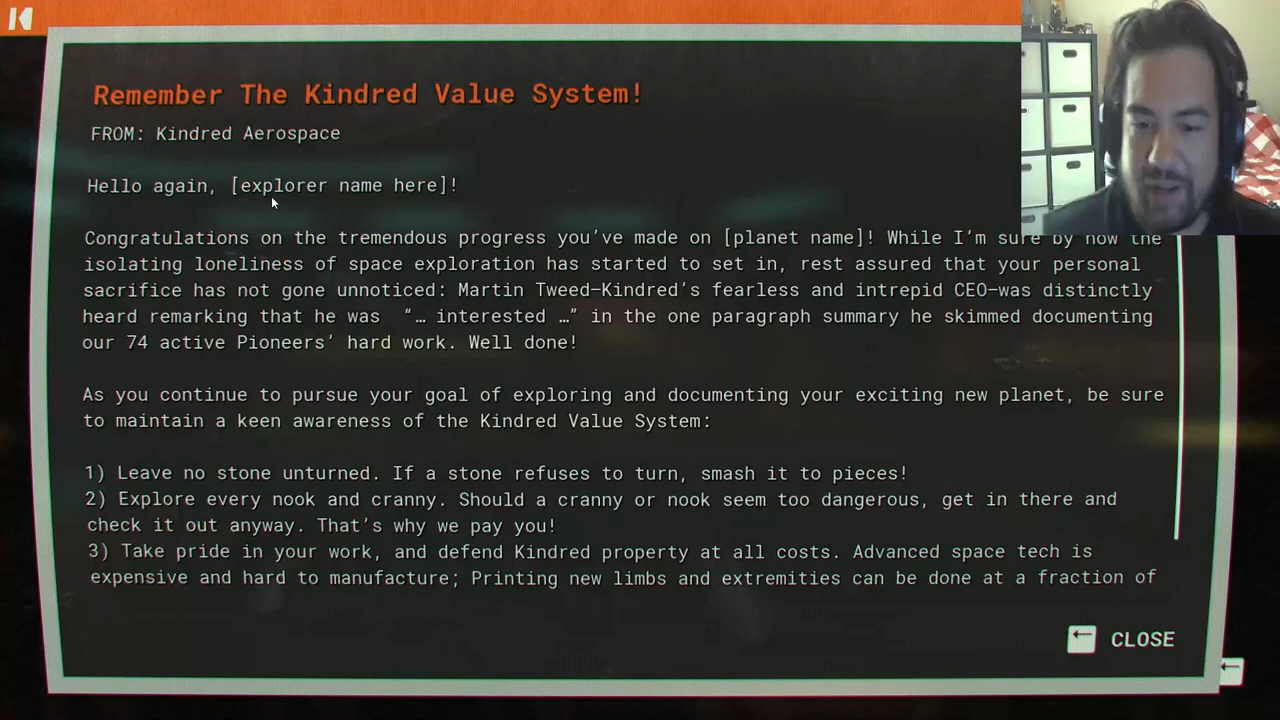 Remember The Kindred Value System!
FROM: Kindred Aerospace
Hello again, [explorer name here]!
Congratulations on the tremendous progress you've made on [planet name]! While I'm sure by now the
isolating loneliness of space exploration has started to set in, rest assured that your personal
sacrifice has not gone unnoticed: Martin Tweed—Kindred's fearless and intrepid CEO—was distinctly
heard remarking that he was “… interested …” in the one paragraph summary he skimmed documenting
our 74 active Pioneers' hard work. Well done!
As you continue to pursue your goal of exploring and documenting your exciting new planet, be sure
to maintain a keen awareness of the Kindred Value System:
1) Leave no stone unturned. If a stone refuses to turn, smash it to pieces!
2) Explore every nook and cranny. Should a cranny or nook seem too dangerous, get in there and
check it out anyway. That's why we pay you!
3) Take pride in your work, and defend Kindred property at all costs. Advanced space tech is
expensive and hard to manufacture; Printing new limbs and extremities can be done at a fraction of
CLOSE